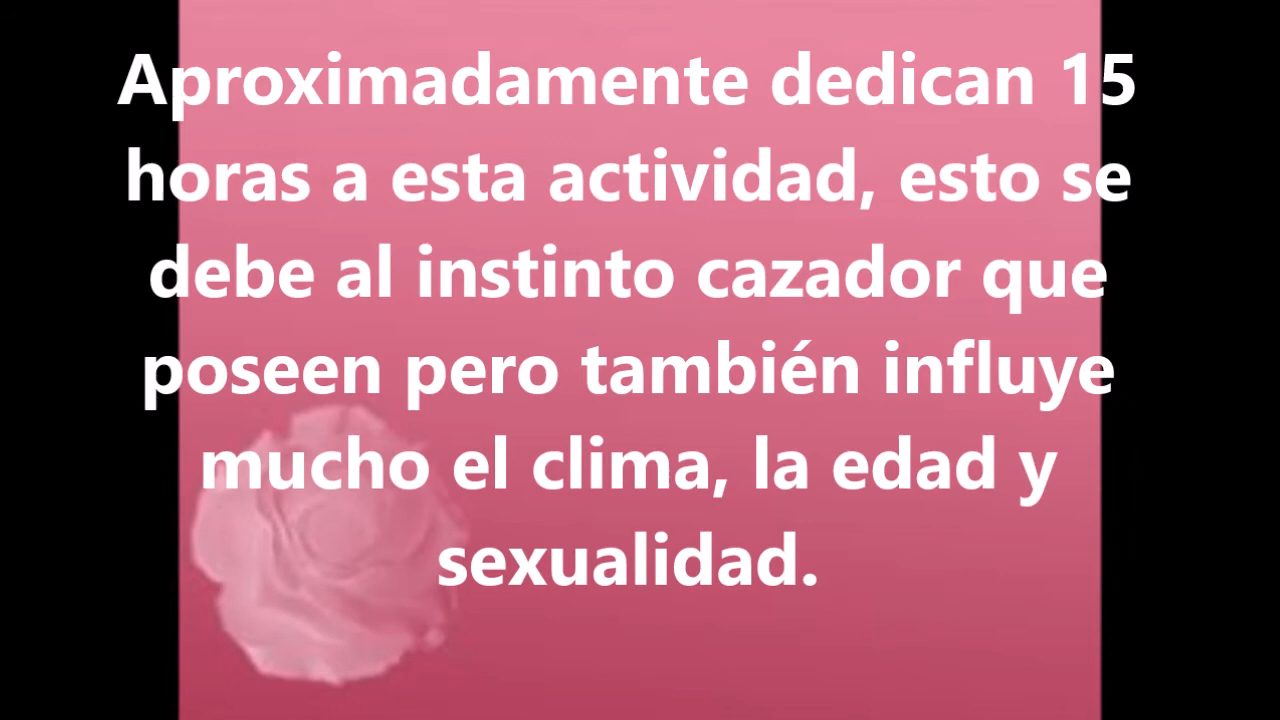 Aproximadamente dedican 15
horas a esta actividad, esto se
debe al instinto cazador que
poseen pero también influye
mucho el clima, la edad y
sexualidad.